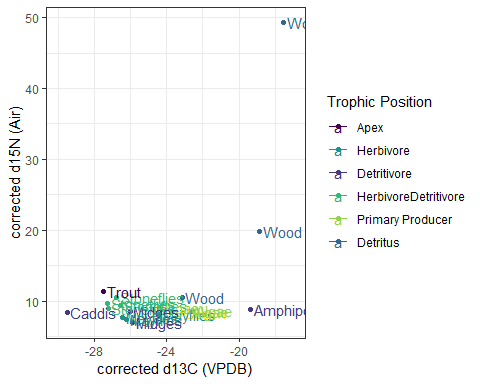 50
40
30
20
10
corrected d15N (Air)
Wo
Wood
Trout
Wood
Caddis
Midges
Midges
Amphipo
-28
-24
-20
corrected d13C (VPDB)
Trophic Position
a Apex
a Herbivore
a Detritivore
a HerbivoreDetritivore
a Primary Producer
a Detritus